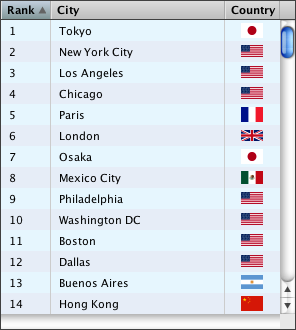 Rank City Country
1 Tokyo
2 New York City
3 Los Angeles
4 Chicago
5 Paris
6 London
7 Osaka
8 Mexico City
9 Philadelphia
10 Washington DC
11 Boston
12 Dallas
13 Buenos Aires
14 Hong Kong